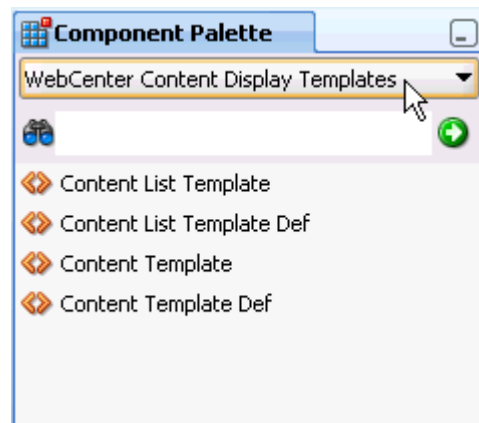 Component Palette
WebCenter Content Display Templates
Content List Template
Content List Template Def
Content Template
Content Template Def